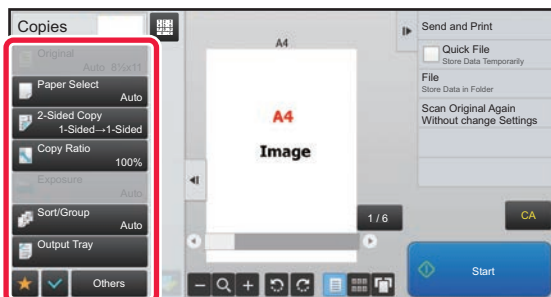 Copies
Original
Auto 8½x11
Paper Select
Auto
2-Sided Copy
1-Sided→1-Sided
Copy Ratio
100%
Exposure
Auto
Sort/Group
Auto
Output Tray
Others
A4
A4
Image
1 / 6
Send and Print
Quick File
Store Data Temporarily
File
Store Data in Folder
Scan Original Again
Without change Settings
CA
Start